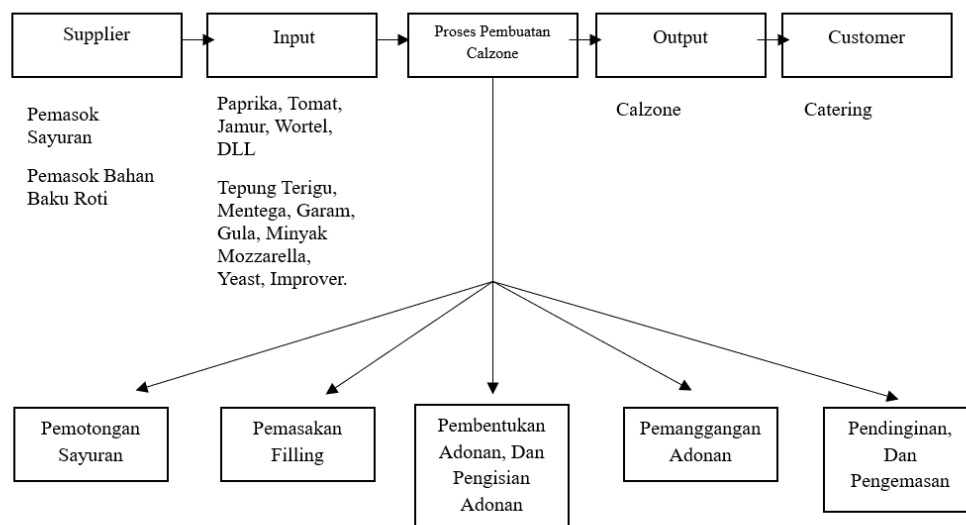 Supplier
Input
Proses Pembuatan
Calzone
Output
Customer
Pemasok
Sayuran
Pemasok Bahan
Baku Roti
Paprika, Tomat,
Jamur, Wortel,
DLL
Tepung Terigu,
Mentega, Garam,
Gula, Minyak
Mozzarella,
Yeast, Improver.
Calzone
Catering
Pemotongan
Sayuran
Pemasakan
Filling
Pembentukan
Adonan, Dan
Pengisian
Adonan
Pemanggangan
Adonan
Pendinginan,
Dan
Pengemasan